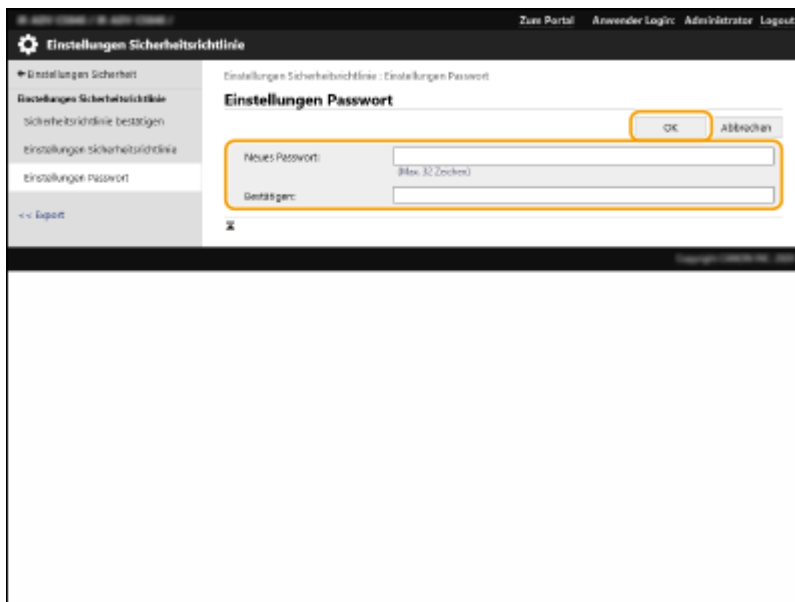 Zum Portal Anwender Login: Administrator Logout
Einstellungen Sicherheitsrichtlinie
Einstellungen Sicherheit
Einstellungen Sicherheitsrichtlinie : Einstellungen Passwort
Einstellungen Sicherheitsrichtlinie
Einstellungen Passwort
Sicherheitsrichtlinie bestätigen
OK Abbrechen
Einstellungen Sicherheitsrichtlinie
Neues Passwort:
(Max. 32 Zeichen)
Einstellungen Passwort
Bestätigen:
<< Export